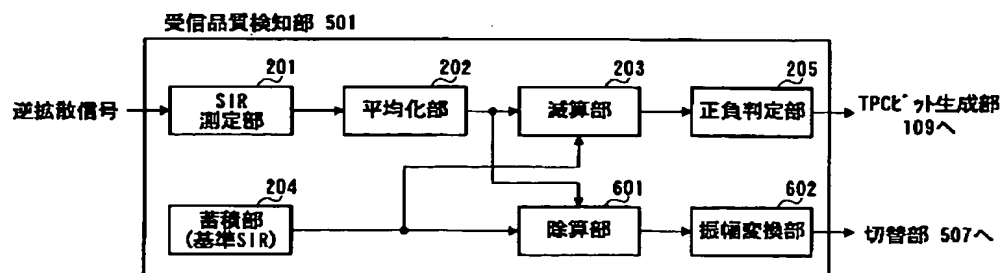 受信品質検知部 501
201
202
203
205
逆拡散信号
SIR
測定部
平均化部
減算部
正負判定部
TPCビット生成部
109へ
204
601
602
蓄積部
(基準SIR)
除算部
振幅変換部
切替部 507へ